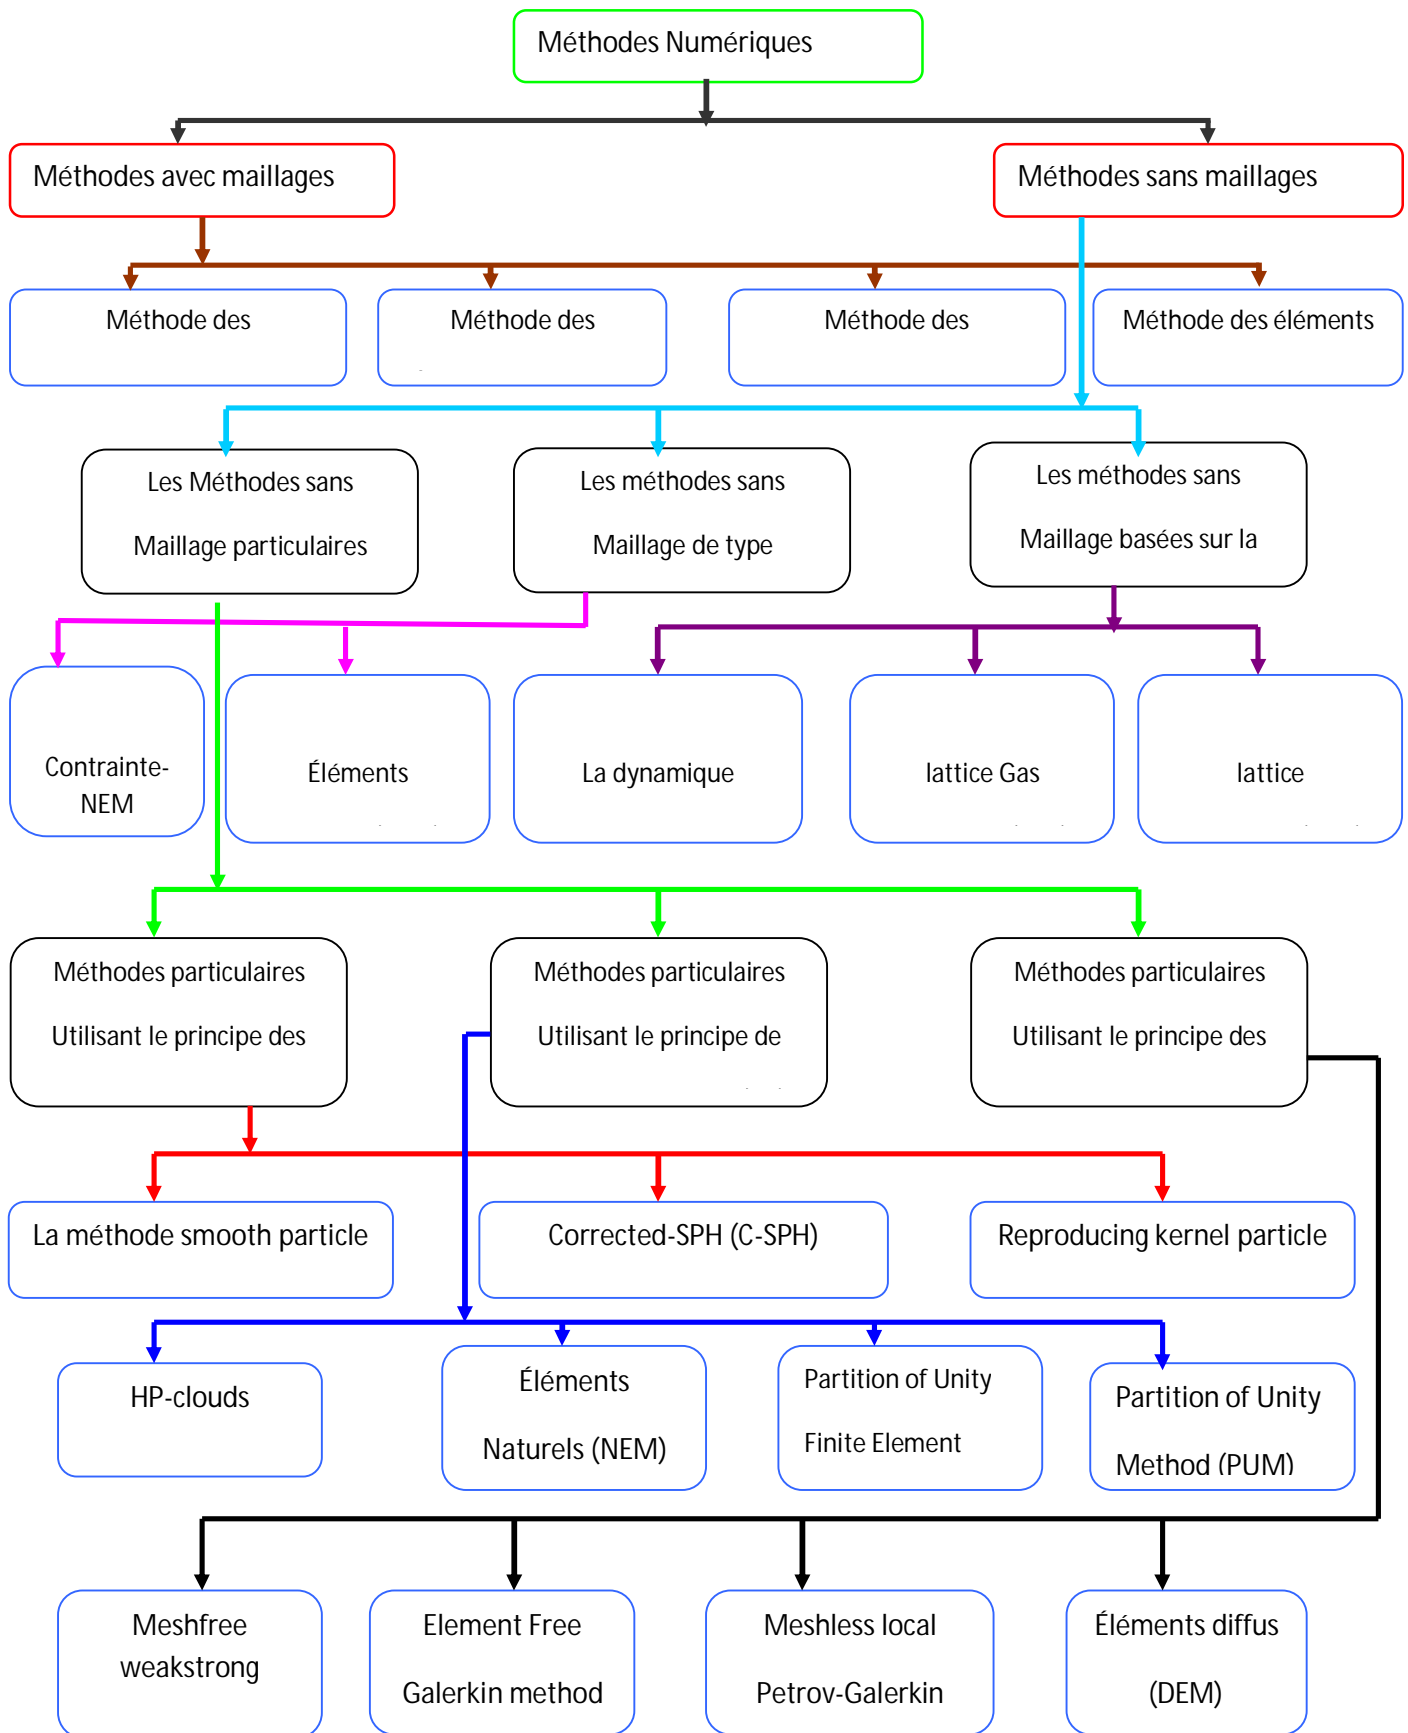 Méthodes Numériques
Méthodes avec maillages
Méthodes sans maillages
Méthode des
Méthode des
Méthode des
Méthode des éléments
Les Méthodes sans
Maillage particulaires
Les méthodes sans
Maillage de type
Les méthodes sans
Maillage basées sur la
Contrainte-
NEM
Éléments
La dynamique
lattice Gas
lattice
Méthodes particulaires
Utilisant le principe des
Méthodes particulaires
Utilisant le principe de
Méthodes particulaires
Utilisant le principe des
La méthode smooth particle
Corrected-SPH (C-SPH)
Reproducing kernel particle
HP-clouds
Éléments
Naturels (NEM)
Partition of Unity
Finite Element
Partition of Unity
Method (PUM)
Meshfree
weakstrong
Element Free
Galerkin method
Meshless local
Petrov-Galerkin
Éléments diffus
(DEM)